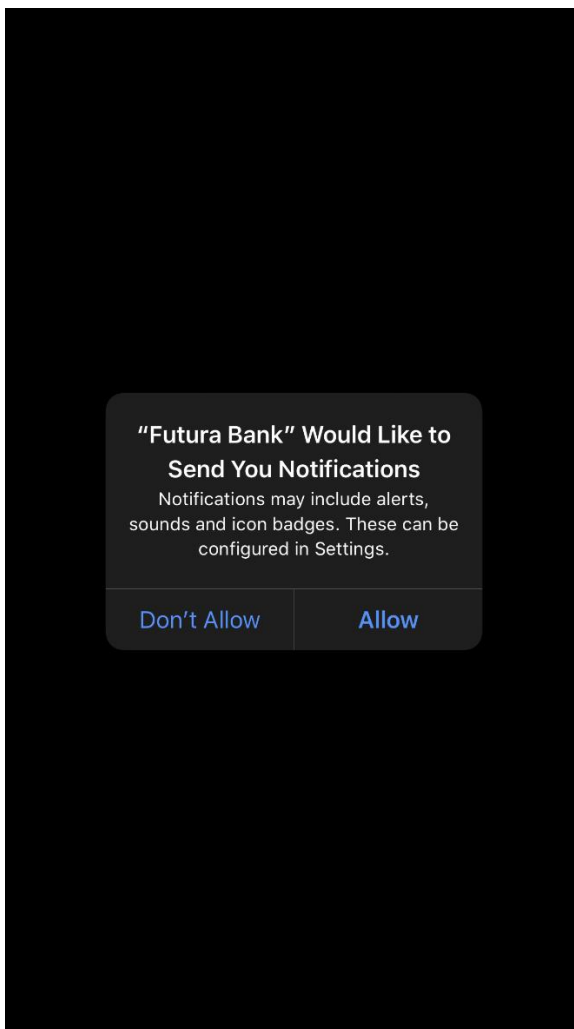 “Futura Bank” Would Like to
Send You Notifications
Notifications may include alerts,
sounds and icon badges. These can be
configured in Settings.
Don’t Allow
Allow